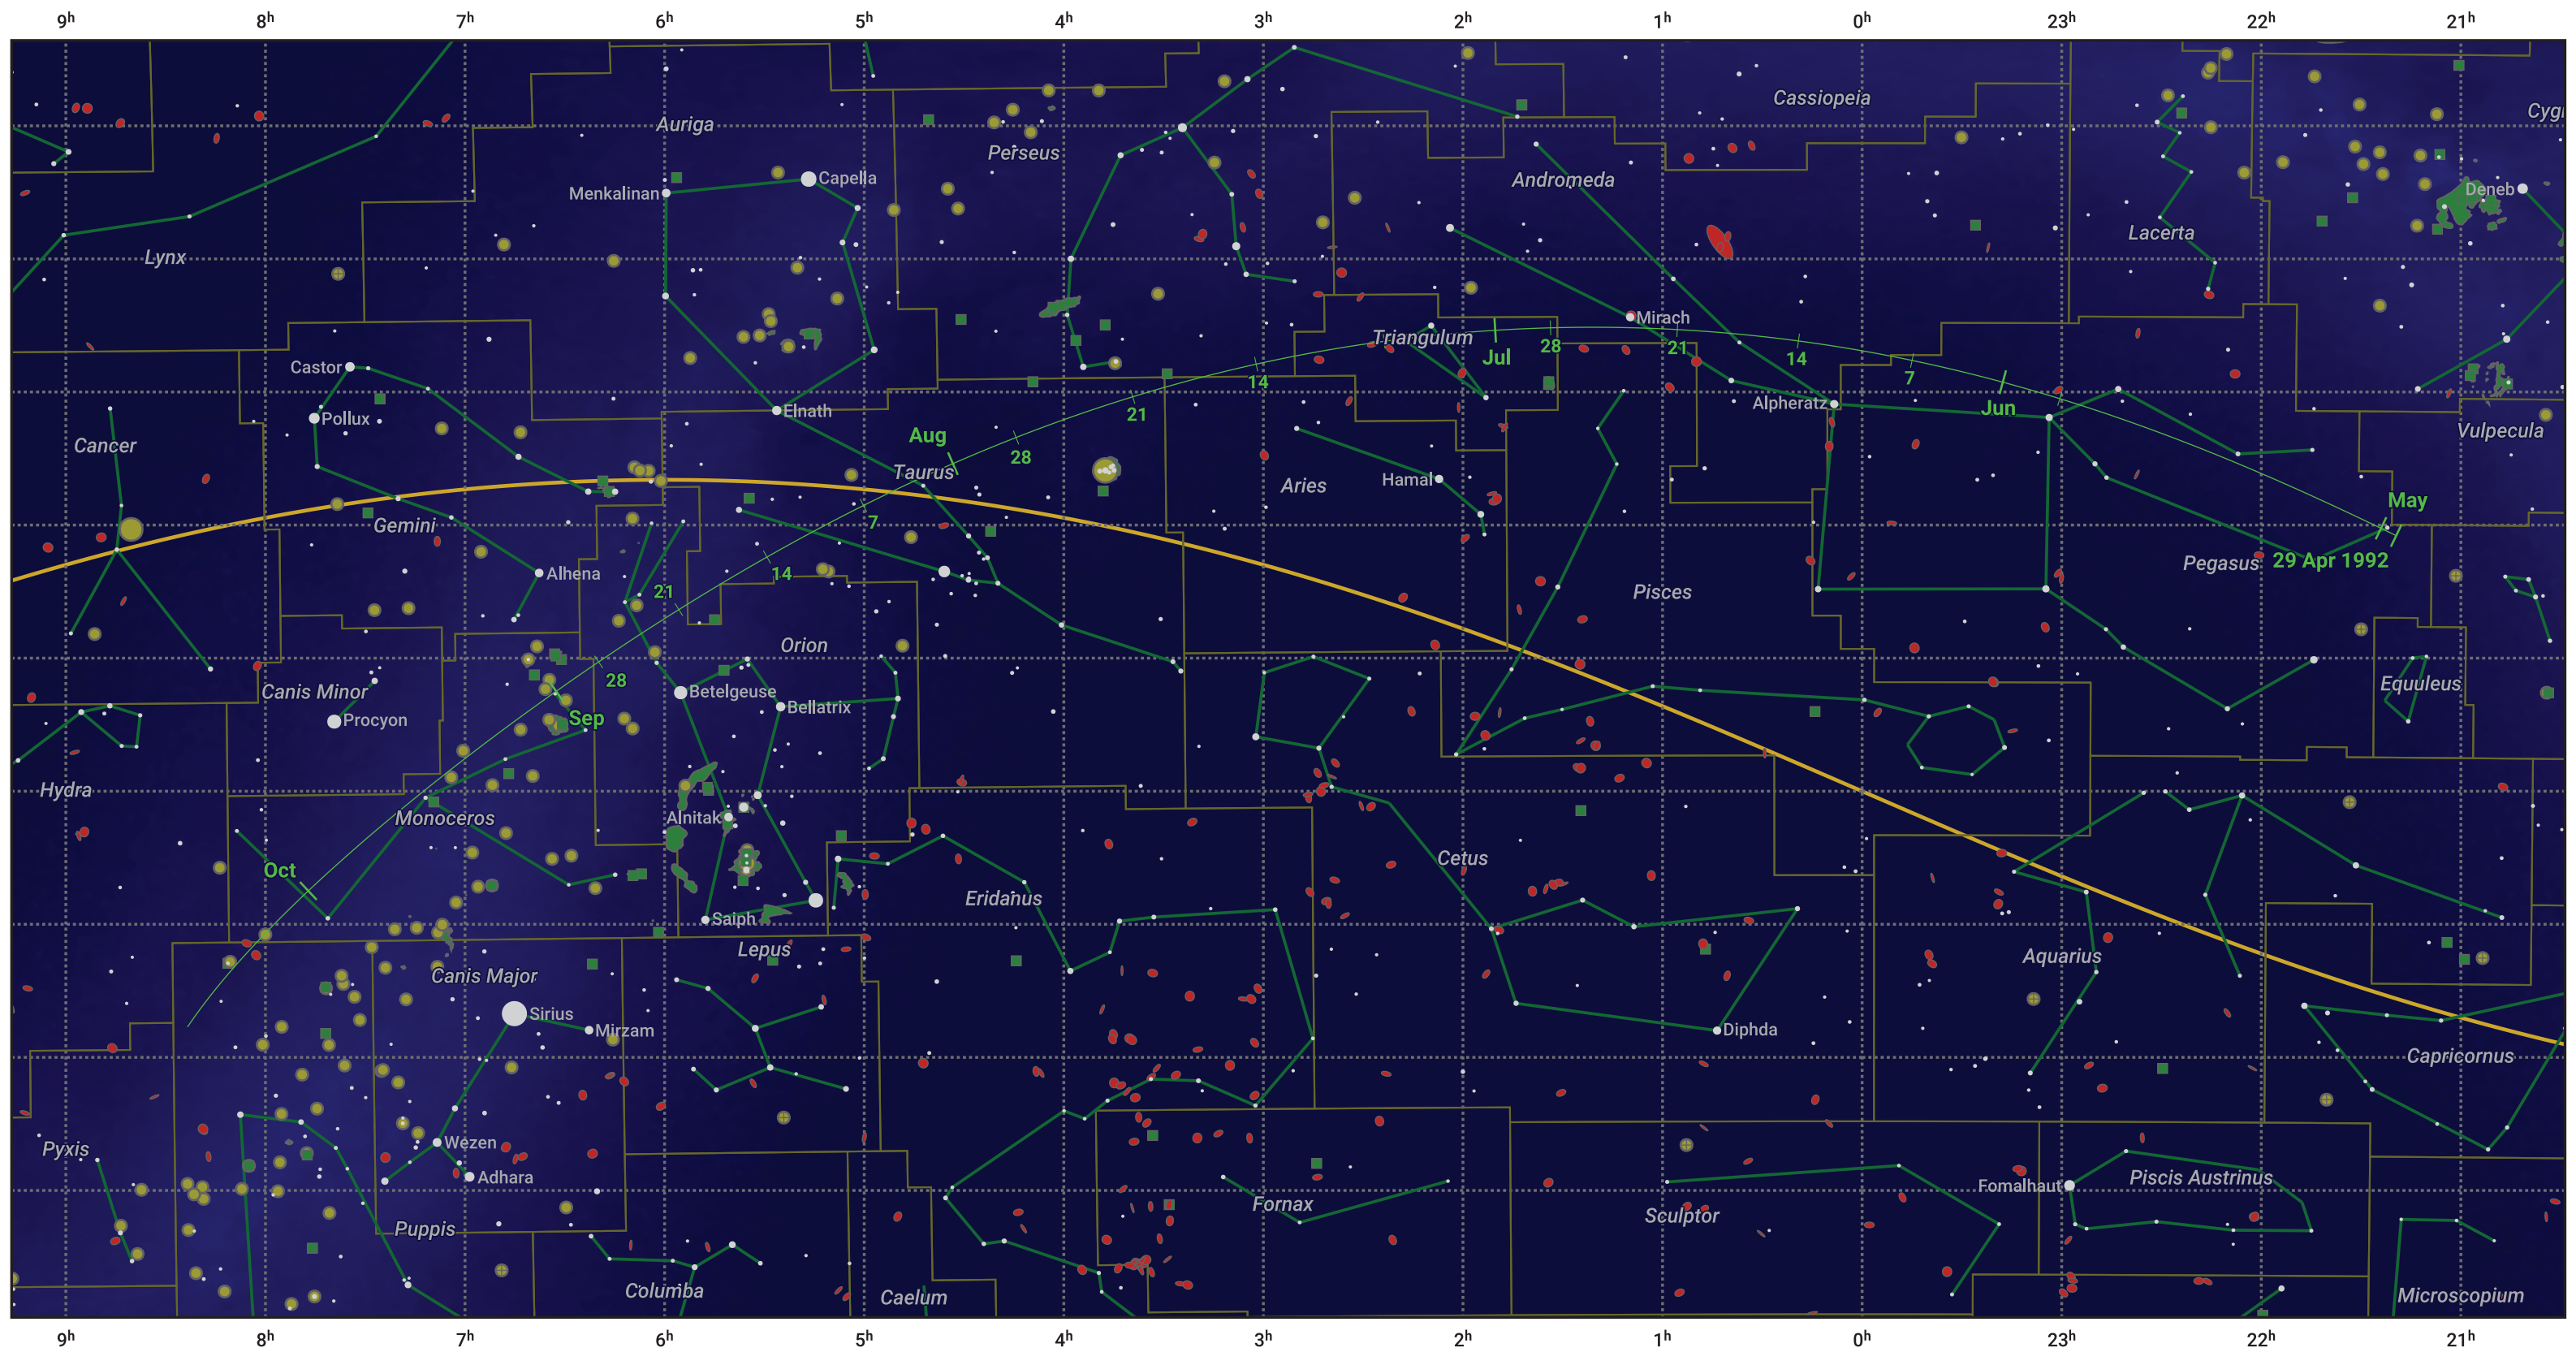 9h 8h 7h 6h 5h 4h 3h 2h 1h 0h 23h 22h 21h
Cassiopeia
Cyg
Auriga
Perseus
Andromeda
Menkalinan
Capella
Deneb
Lacerta
Lynx
Mirach
Triangulum
Jul
28
21
14
7
Castor
14
Jun
21
Alpheratz
Pollux
Elnath
Vulpecula
Cancer
Aug
28
Taurus
Hamal
Aries
May
Gemini
7
Pegasus
29 Apr 1992
Alhena
14
21
Pisces
Orion
28
Equuleus
Canis Minor
Betelgeuse
Procyon
Sep
Bellatrix
Hydra
Monoceros
Alnitak
Cetus
Oct
Eridanus
Saiph
Lepus
Aquarius
Canis Major
Sirius
Mirzam
Diphda
Capricornus
Wezen
Pyxis
Adhara
Piscis Austrinus
Fomalhaut
Fornax
Sculptor
Puppis
Columba
Caelum
Microscopium
9h 8h 7h 6h 5h 4h 3h 2h 1h 0h 23h 22h 21h